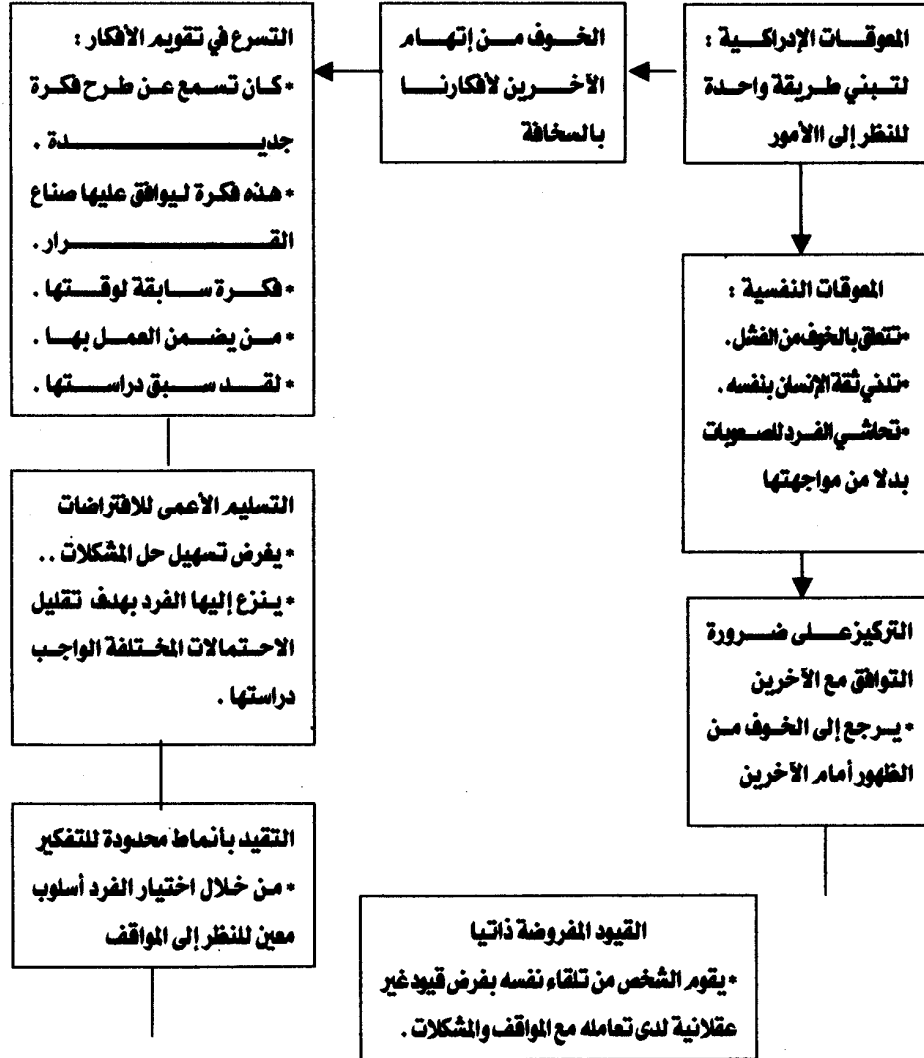 المعوقات الإدراكية :
لتبني طريقة واحدة
للنظر إلى االأمور
الخوف من إتهام
الآخرين لأفكارنا
بالسخافة
التسرع في تقويم الأفكار :
* كان تسمع عن طرح فكرة
جديدة .
* هذه فكرة ليوافق عليها صناع
القرار .
* فكرة سابقة لوقتها .
* من يضمن العمل بها .
* لقد سبق دراستها .
المعوقات النفسية :
*تتعلق بالخوف من الفشل .
*تدني ثقة الإنسان بنفسه .
*تحاشي الفرد للصعوبات
بدلا من مواجهتها
التسليم الأعمى للافتراضات
* يفرض تسهيل حل المشكلات ..
* ينزع إليها الفرد بهدف تقليل
الاحتمالات المختلفة الواجب
دراستها .
التركيز على ضرورة
التوافق مع الآخرين
* يرجع إلى الخوف من
الظهور أمام الآخرين
التقيد بأنماط محدودة للتفكير
* من خلال اختيار الفرد أسلوب
معين للنظر إلى المواقف
القيود المفروضة ذاتيا
* يقوم الشخص من تلقاء نفسه بفرض قيود غير
عقلانية لدى تعامله مع المواقف والمشكلات .